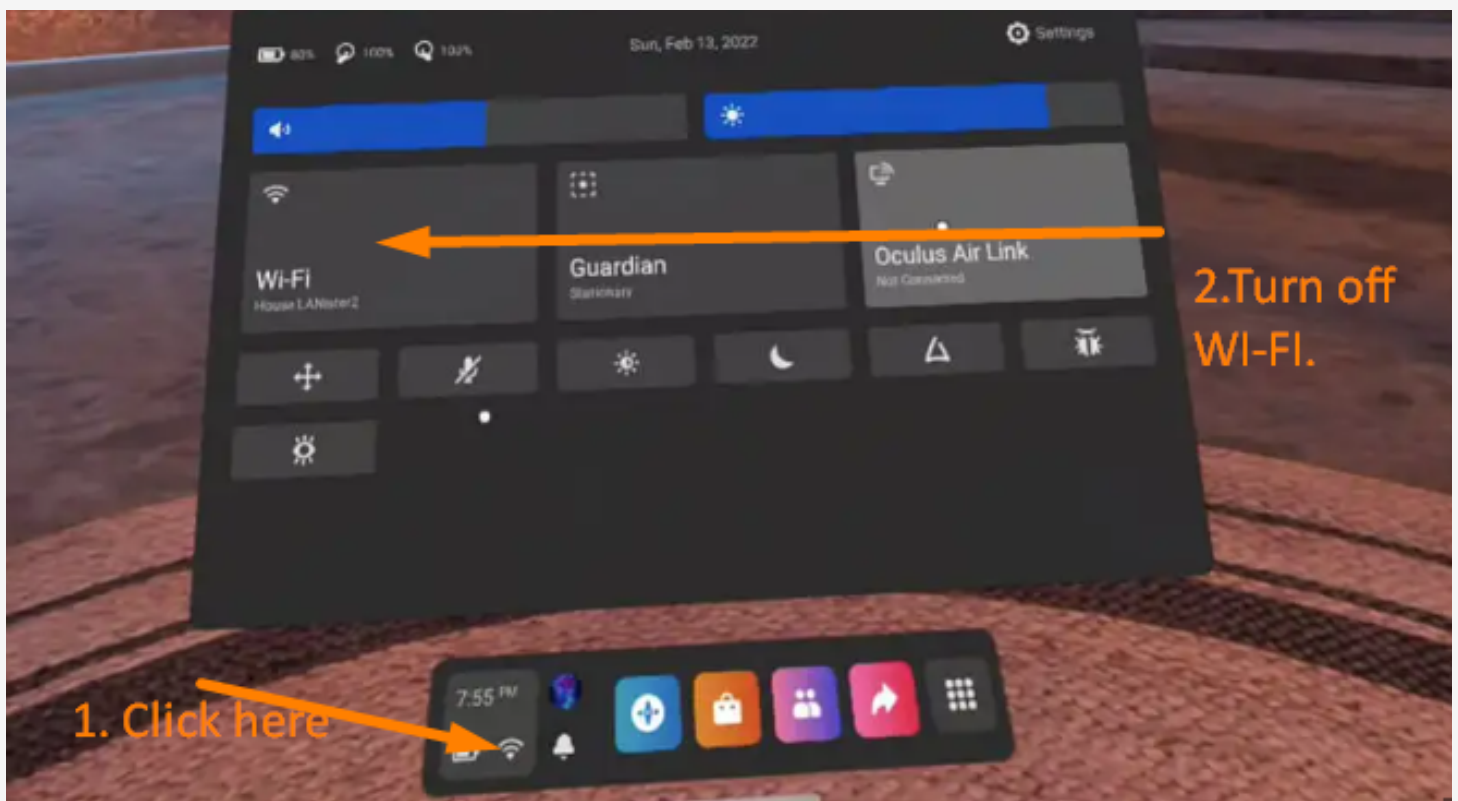 80% 100% 100%
Sun, Feb 13, 2022
Settings
Wi-Fi
House LANister2
Guardian
Stationary
Oculus Air Link
Not Connected
2.Turn off
WI-FI.
7:55 PM
1. Click here